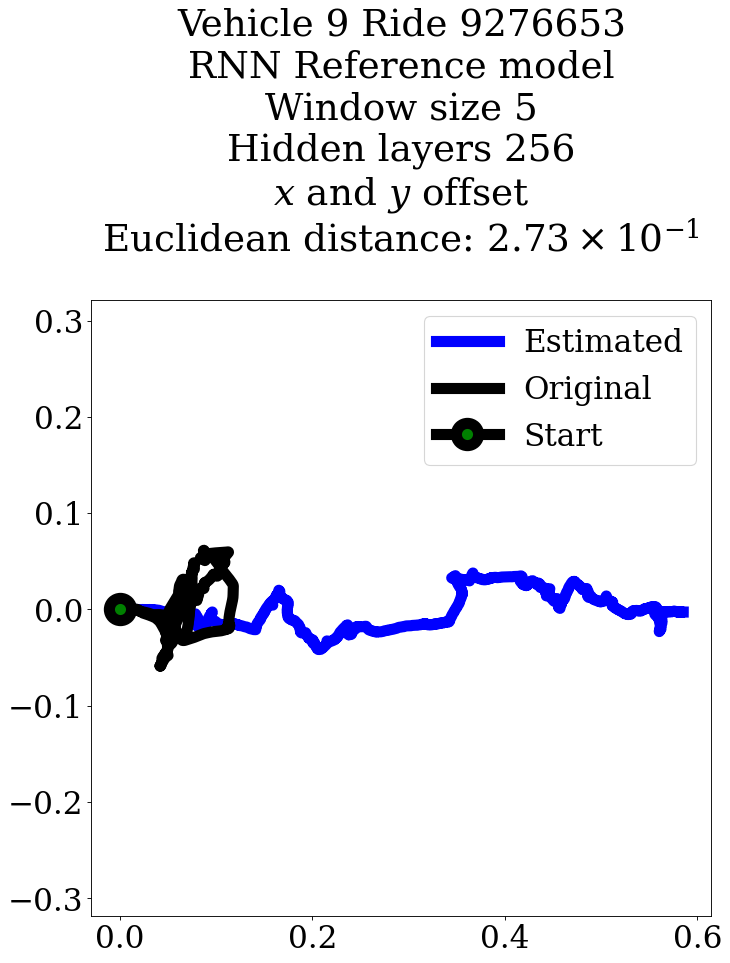 Vehicle 9 Ride 9276653
RNN Reference model
Window size 5
Hidden layers 256
x and y offset
Euclidean distance: 2.73 × 10⁻¹
Estimated
Original
Start
0.3
0.2
0.1
0.0
−0.1
−0.2
−0.3
0.0 0.2 0.4 0.6